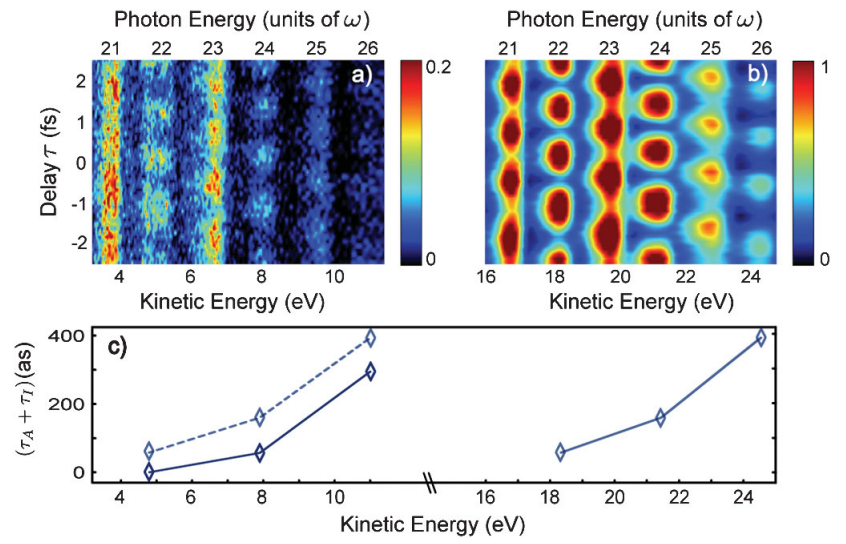 Photon Energy (units of ω)
21 22 23 24 25 26
a)
0.2
0
Delay τ (fs)
2
1
0
-1
-2
4 6 8 10
Kinetic Energy (eV)
Photon Energy (units of ω)
21 22 23 24 25 26
b)
1
0
16 18 20 22 24
Kinetic Energy (eV)
c)
(τ_A + τ_I)(as)
400
200
0
4 6 8 10 16 18 20 22 24
Kinetic Energy (eV)